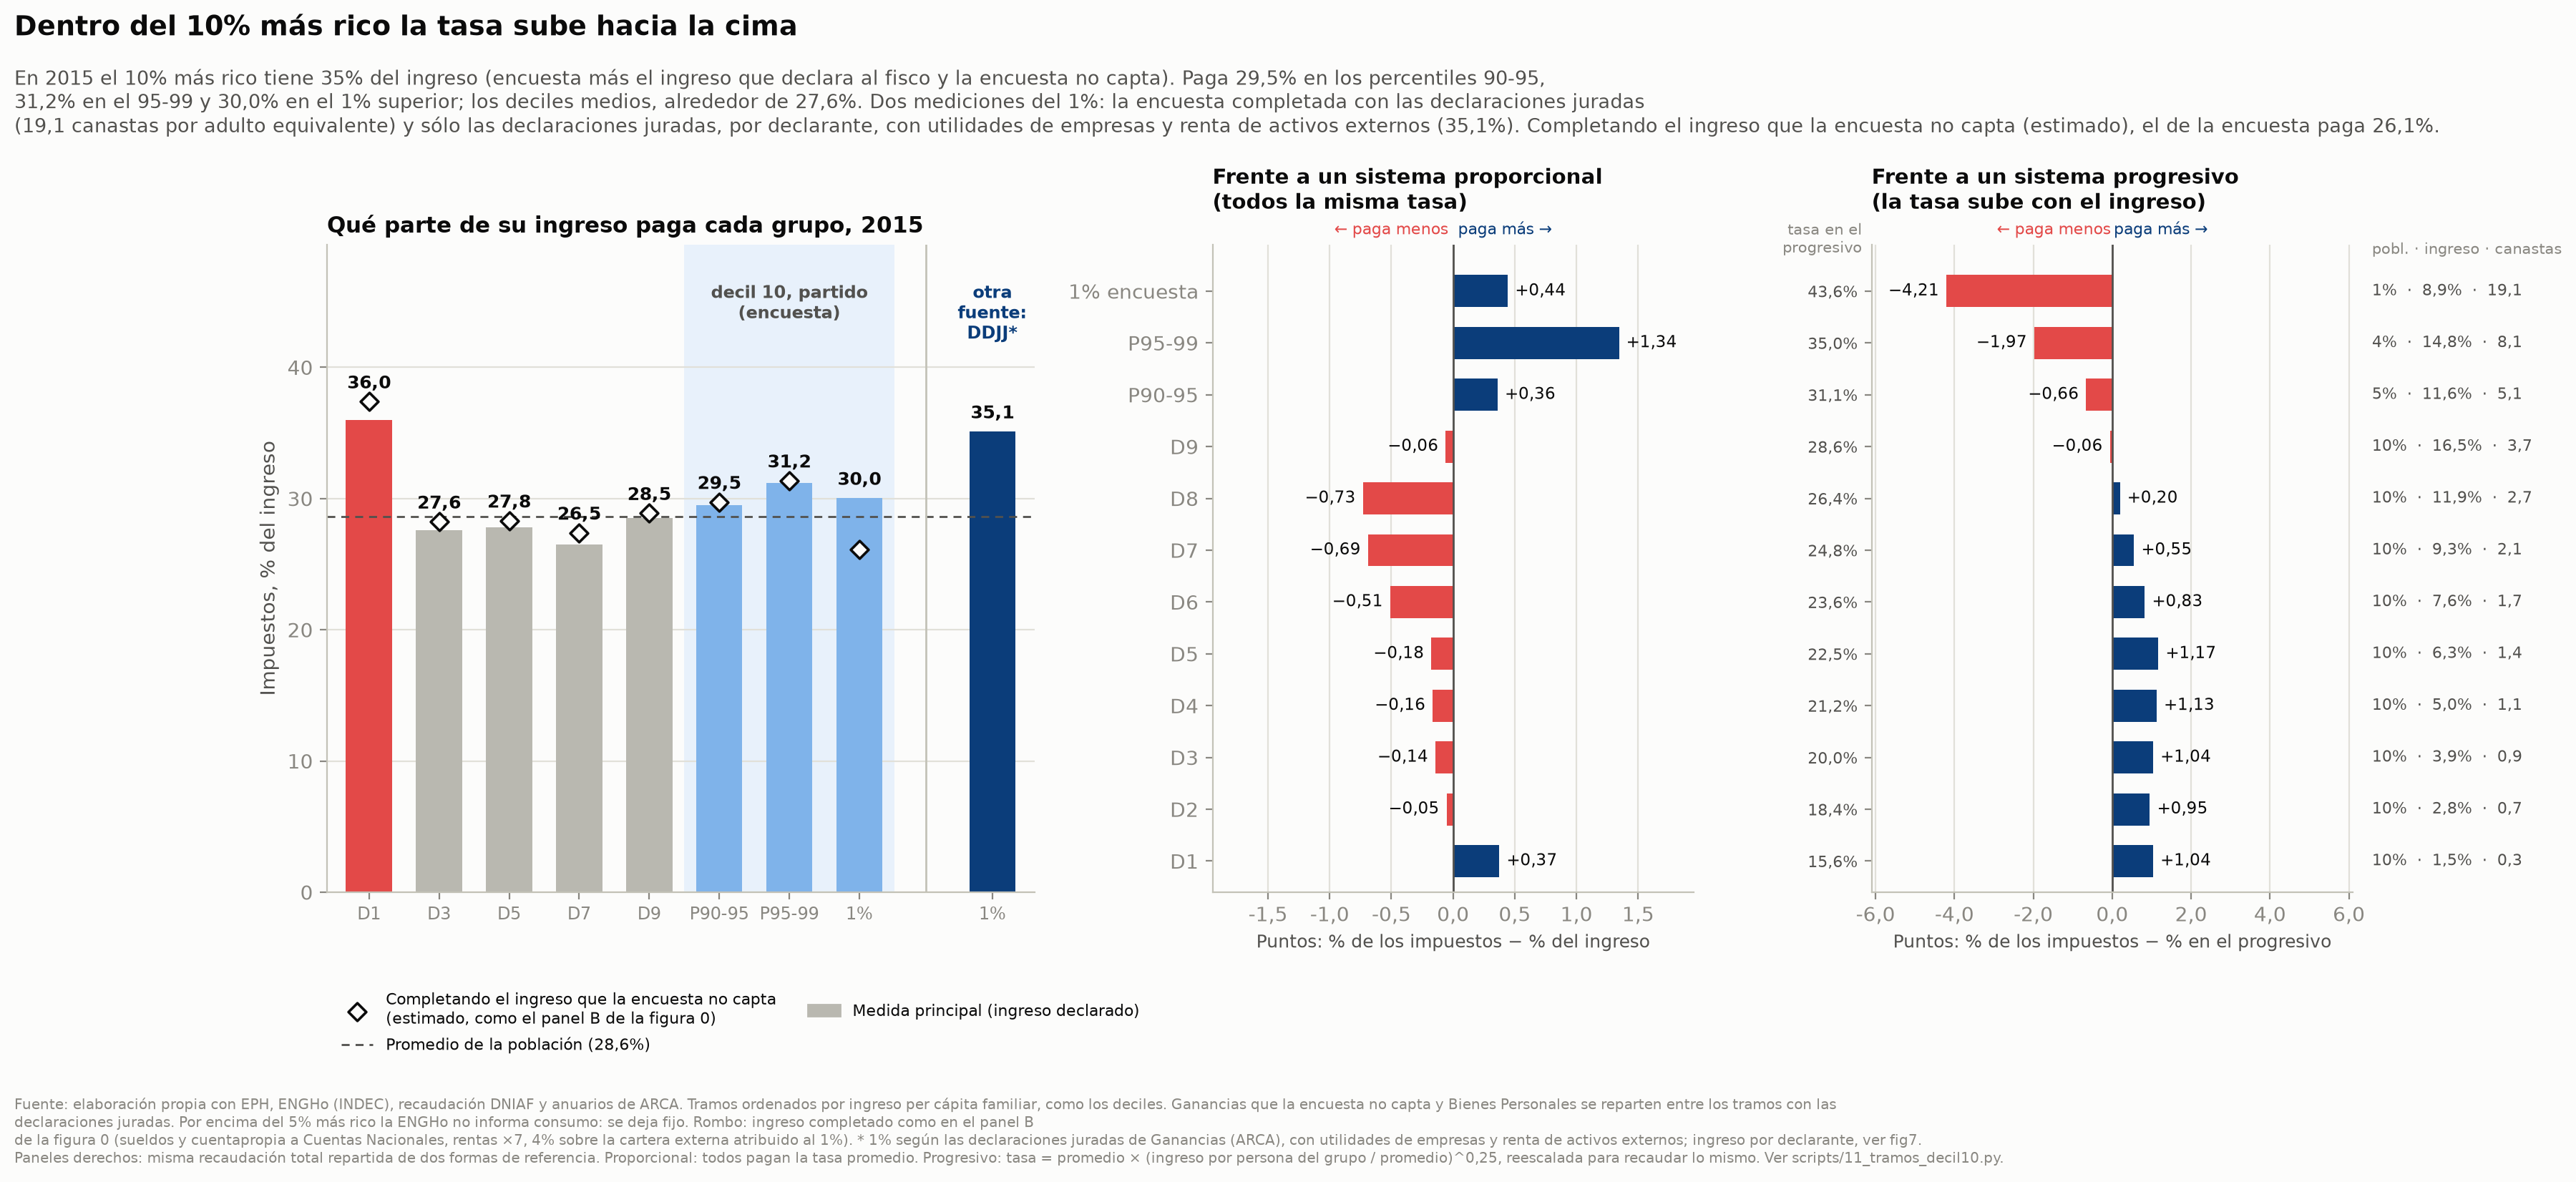 Dentro del 10% más rico la tasa sube hacia la cima
En 2015 el 10% más rico tiene 35% del ingreso (encuesta más el ingreso que declara al fisco y la encuesta no capta). Paga 29,5% en los percentiles 90-95,
31,2% en el 95-99 y 30,0% en el 1% superior; los deciles medios, alrededor de 27,6%. Dos mediciones del 1%: la encuesta completada con las declaraciones juradas
(19,1 canastas por adulto equivalente) y sólo las declaraciones juradas, por declarante, con utilidades de empresas y renta de activos externos (35,1%). Completando el ingreso que la encuesta no capta (estimado), el de la encuesta paga 26,1%.
Qué parte de su ingreso paga cada grupo, 2015
decil 10, partido
(encuesta)
otra
fuente:
DDJJ*
Impuestos, % del ingreso
40
30
20
10
0
36,0
27,6
27,8
26,5
28,5
29,5
31,2
30,0
35,1
D1 D3 D5 D7 D9 P90-95 P95-99 1% 1%
Completando el ingreso que la encuesta no capta
(estimado, como el panel B de la figura 0)
Promedio de la población (28,6%)
Medida principal (ingreso declarado)
Frente a un sistema proporcional
(todos la misma tasa)
← paga menos paga más →
1% encuesta +0,44
P95-99 +1,34
P90-95 +0,36
D9 −0,06
D8 −0,73
D7 −0,69
D6 −0,51
D5 −0,18
D4 −0,16
D3 −0,14
D2 −0,05
D1 +0,37
-1,5 -1,0 -0,5 0,0 0,5 1,0 1,5
Puntos: % de los impuestos − % del ingreso
Frente a un sistema progresivo
(la tasa sube con el ingreso)
← paga menos paga más →
tasa en el
progresivo
pobl. · ingreso · canastas
43,6% −4,21 1% · 8,9% · 19,1
35,0% −1,97 4% · 14,8% · 8,1
31,1% −0,66 5% · 11,6% · 5,1
28,6% −0,06 10% · 16,5% · 3,7
26,4% +0,20 10% · 11,9% · 2,7
24,8% +0,55 10% · 9,3% · 2,1
23,6% +0,83 10% · 7,6% · 1,7
22,5% +1,17 10% · 6,3% · 1,4
21,2% +1,13 10% · 5,0% · 1,1
20,0% +1,04 10% · 3,9% · 0,9
18,4% +0,95 10% · 2,8% · 0,7
15,6% +1,04 10% · 1,5% · 0,3
-6,0 -4,0 -2,0 0,0 2,0 4,0 6,0
Puntos: % de los impuestos − % en el progresivo
Fuente: elaboración propia con EPH, ENGHo (INDEC), recaudación DNIAF y anuarios de ARCA. Tramos ordenados por ingreso per cápita familiar, como los deciles. Ganancias que la encuesta no capta y Bienes Personales se reparten entre los tramos con las
declaraciones juradas. Por encima del 5% más rico la ENGHo no informa consumo: se deja fijo. Rombo: ingreso completado como en el panel B
de la figura 0 (sueldos y cuentapropia a Cuentas Nacionales, rentas ×7, 4% sobre la cartera externa atribuido al 1%). * 1% según las declaraciones juradas de Ganancias (ARCA), con utilidades de empresas y renta de activos externos; ingreso por declarante, ver fig7.
Paneles derechos: misma recaudación total repartida de dos formas de referencia. Proporcional: todos pagan la tasa promedio. Progresivo: tasa = promedio × (ingreso por persona del grupo / promedio)^0,25, reescalada para recaudar lo mismo. Ver scripts/11_tramos_decil10.py.